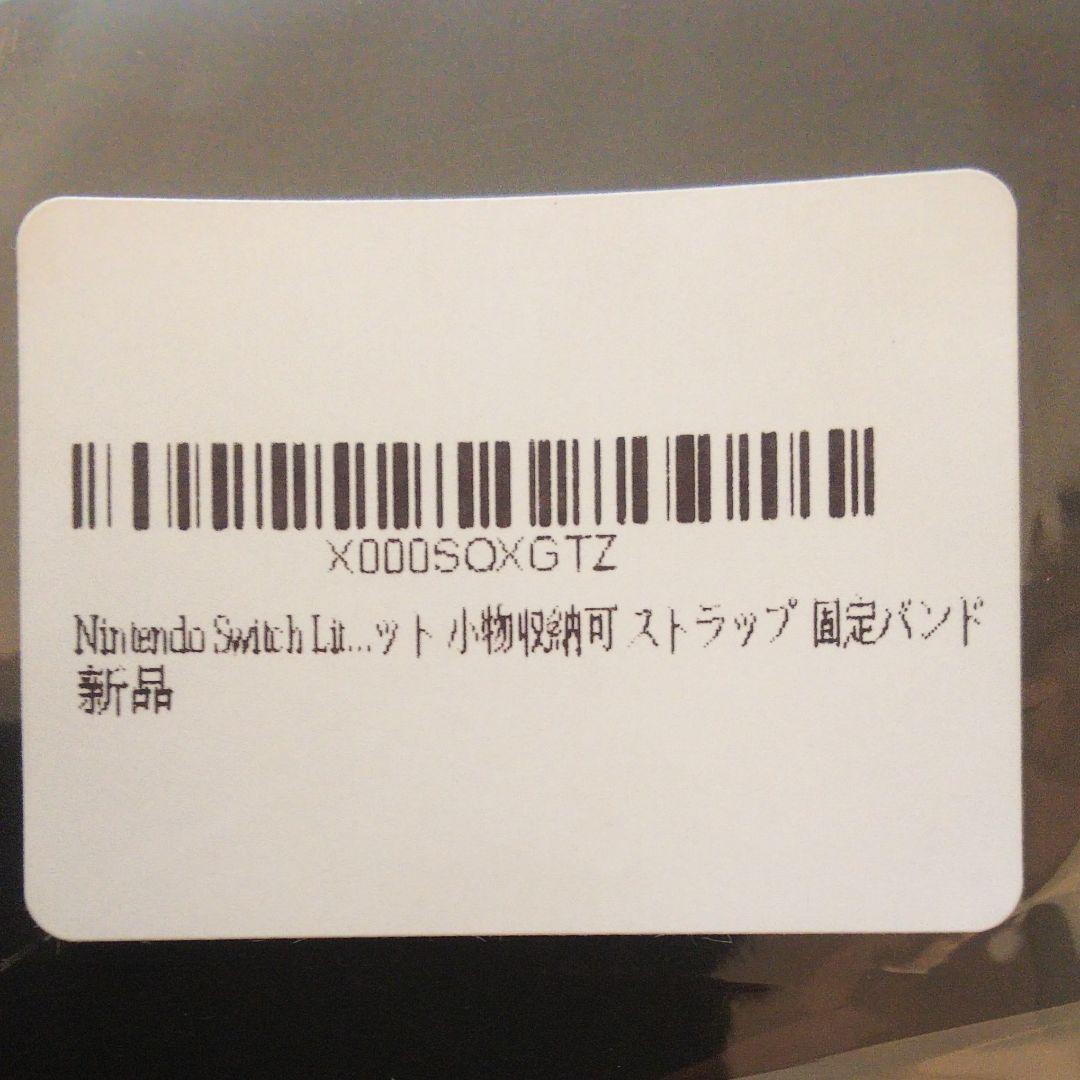 X000SOXGTZ
Nintendo Switch Lit...ット 小物収納可 ストラップ 固定バンド
新品